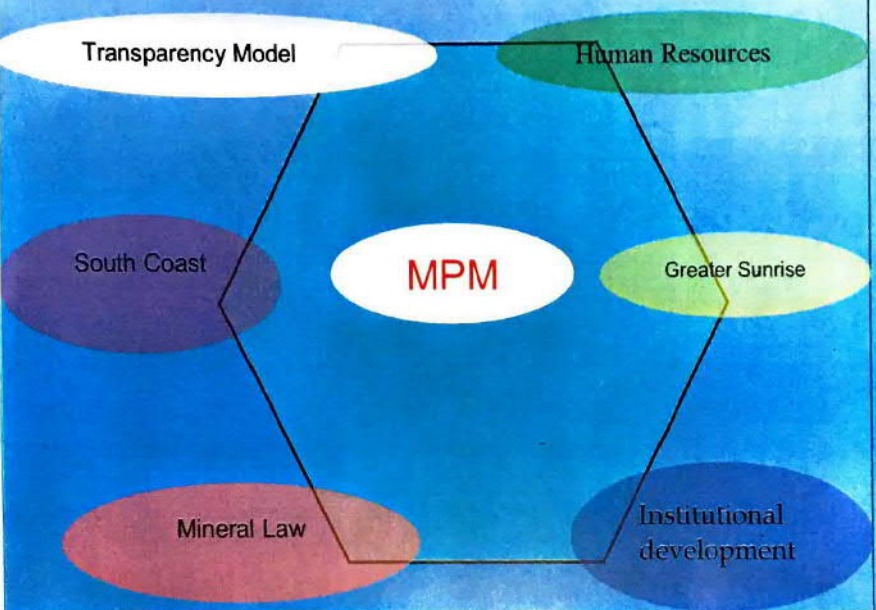 Transparency Model
Human Resources
South Coast
MPM
Greater Sunrise
Mineral Law
Institutional
development